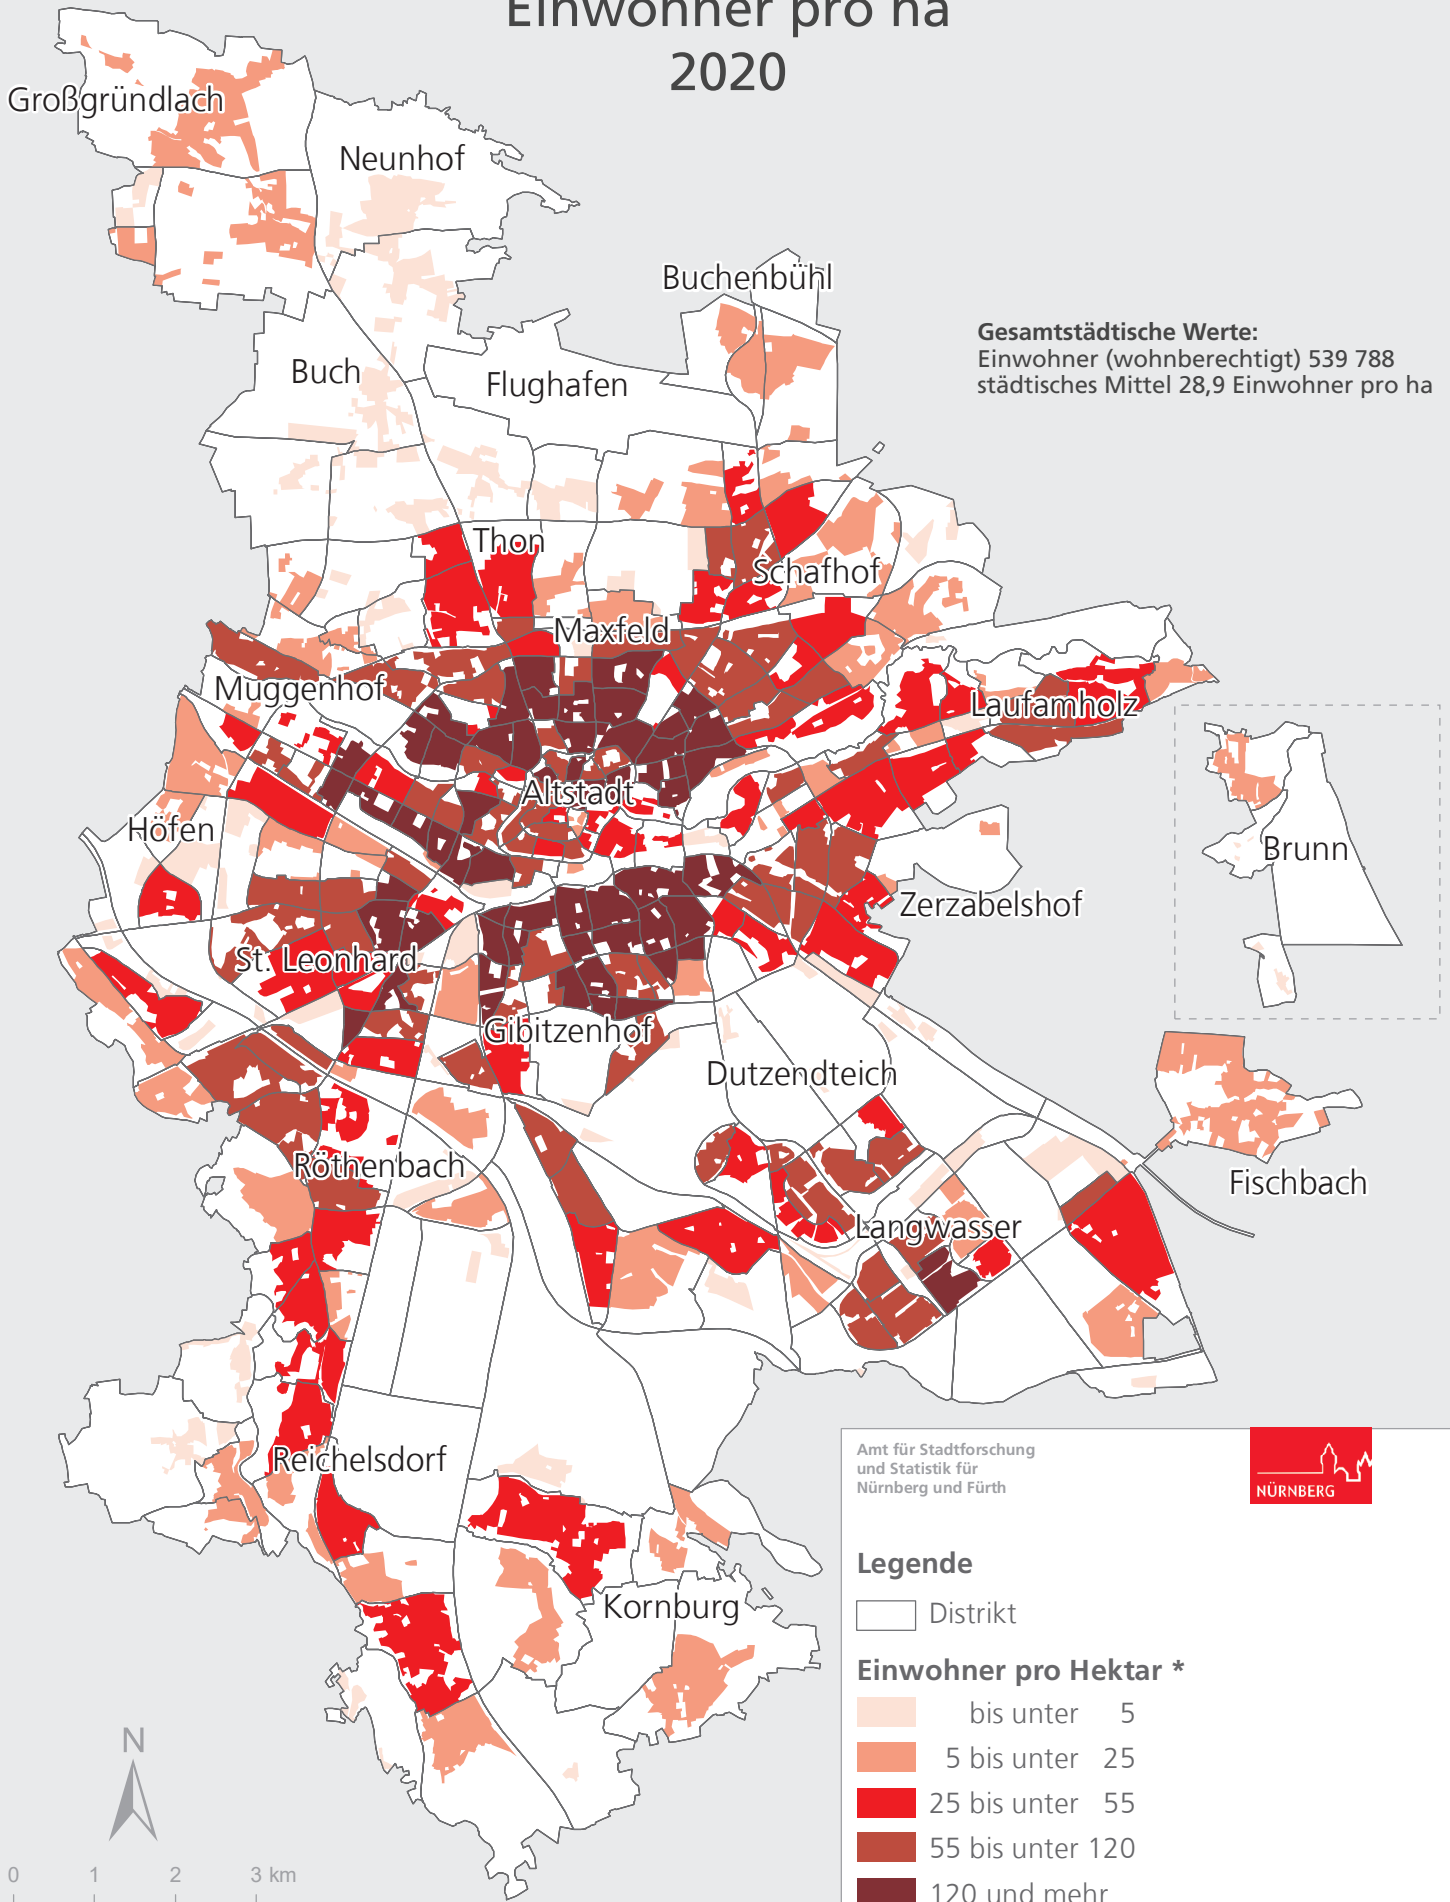 Einwohner pro ha
2020
Großgründlach
Neunhof
Buchenbühl
Gesamtstädtische Werte:
Einwohner (wohnberechtigt) 539 788
städtisches Mittel 28,9 Einwohner pro ha
Buch
Flughafen
Thon
Schafhof
Maxfeld
Muggenhof
Laufamholz
Altstadt
Höfen
Brunn
Zerzabelshof
St. Leonhard
Gibitzenhof
Dutzendteich
Röthenbach
Fischbach
Langwasser
Reichelsdorf
Kornburg
Amt für Stadtforschung
und Statistik für
Nürnberg und Fürth
NÜRNBERG
Legende
Distrikt
Einwohner pro Hektar *
bis unter 5
5 bis unter 25
25 bis unter 55
55 bis unter 120
120 und mehr
N
0 1 2 3 km